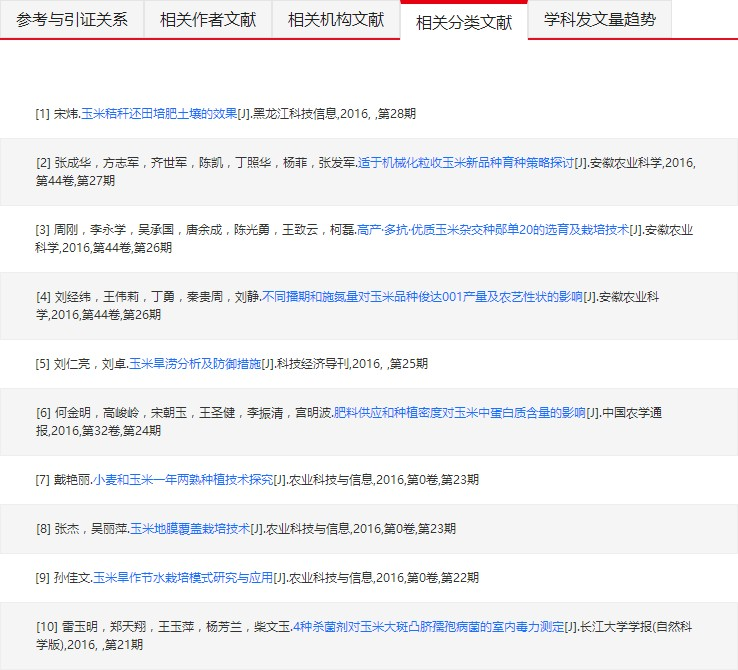 参考与引证关系 相关作者文献 相关机构文献 相关分类文献 学科发文量趋势
[1] 宋炜.玉米秸秆还田培肥土壤的效果[J].黑龙江科技信息,2016, ,第28期
[2] 张成华，方志军，齐世军，陈凯，丁照华，杨菲，张发军.适于机械化粒收玉米新品种育种策略探讨[J].安徽农业科学,2016,
第44卷,第27期
[3] 周刚，李永学，吴承国，唐余成，陈光勇，王致云，柯磊.高产·多抗·优质玉米杂交种郧单20的选育及栽培技术[J].安徽农业
科学,2016,第44卷,第26期
[4] 刘经纬，王伟莉，丁勇，秦贵周，刘静.不同播期和施氮量对玉米品种俊达001产量及农艺性状的影响[J].安徽农业科
学,2016,第44卷,第26期
[5] 刘仁亮，刘卓.玉米旱涝分析及防御措施[J].科技经济导刊,2016, ,第25期
[6] 何金明，高峻岭，宋朝玉，王圣健，李振清，宫明波.肥料供应和种植密度对玉米中蛋白质含量的影响[J].中国农学通
报,2016,第32卷,第24期
[7] 戴艳丽.小麦和玉米一年两熟种植技术探究[J].农业科技与信息,2016,第0卷,第23期
[8] 张杰，吴丽萍.玉米地膜覆盖栽培技术[J].农业科技与信息,2016,第0卷,第23期
[9] 孙佳文.玉米旱作节水栽培模式研究与应用[J].农业科技与信息,2016,第0卷,第22期
[10] 雷玉明，郑天翔，王玉萍，杨芳兰，柴文玉.4种杀菌剂对玉米大斑凸脐孺孢病菌的室内毒力测定[J].长江大学学报(自然科
学版),2016, ,第21期